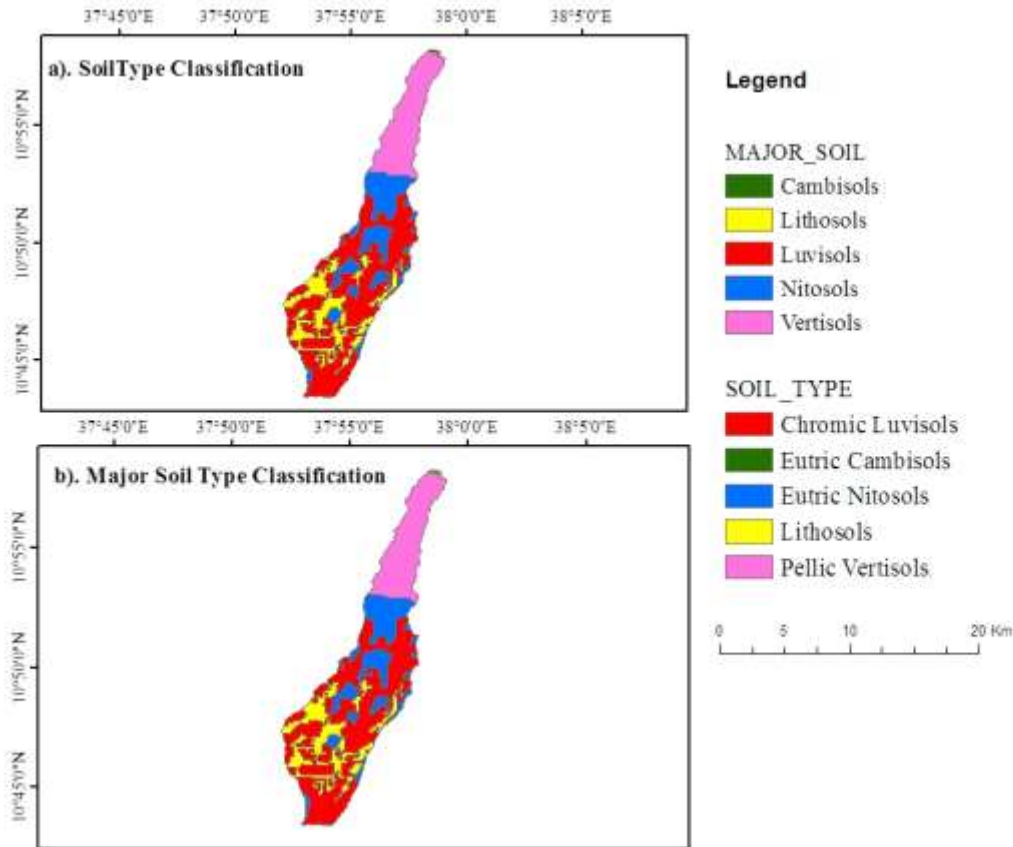 37°45'0"E 37°50'0"E 37°55'0"E 38°0'0"E 38°5'0"E
a). SoilType Classification
10°55'0"N
10°50'0"N
10°45'0"N
37°45'0"E 37°50'0"E 37°55'0"E 38°0'0"E 38°5'0"E
b). Major Soil Type Classification
10°55'0"N
10°50'0"N
10°45'0"N
Legend
MAJOR_SOIL
Cambisols
Lithosols
Luvisols
Nitosols
Vertisols
SOIL_TYPE
Chromic Luvisols
Eutric Cambisols
Eutric Nitosols
Lithosols
Pellic Vertisols
0 5 10 20 Km